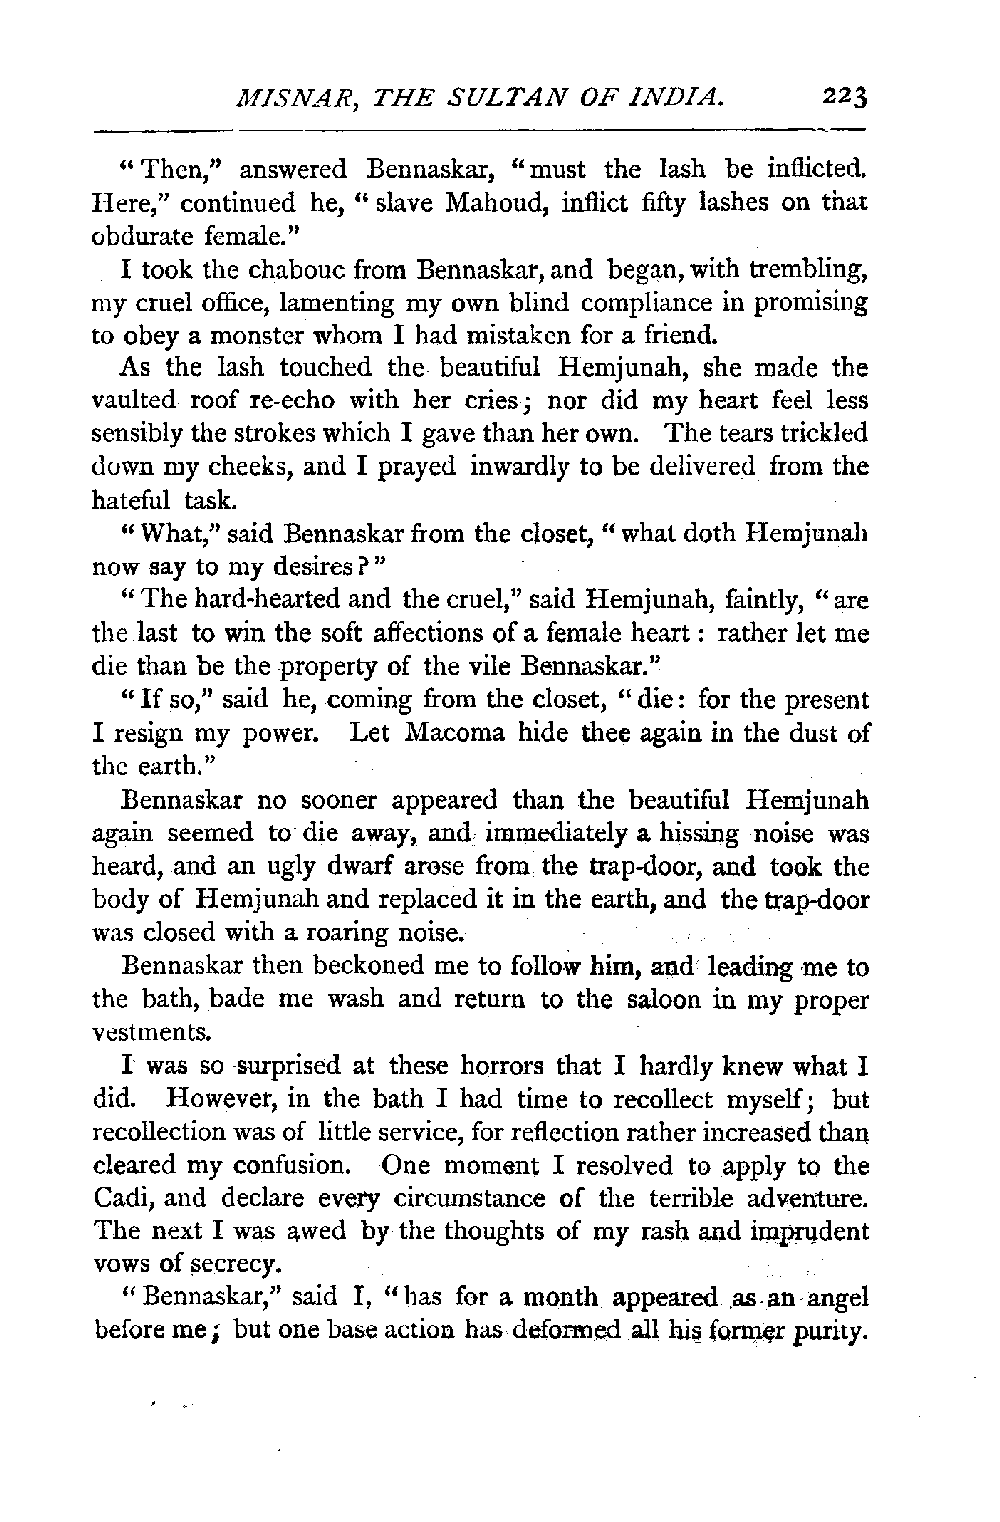 MISNAR, THE SULTAN OF INDIA. 223
“ Then,” answered Bennaskar, “ must the lash be inflicted.
Here,” continued he, “ slave Mahoud, inflict fifty lashes on that
obdurate female.”
I took the chabouc from Bennaskar, and began, with trembling,
my cruel office, lamenting my own blind compliance in promising
to obey a monster whom I had mistaken for a friend.
As the lash touched the beautiful Hemjunah, she made the
vaulted roof re-echo with her cries; nor did my heart feel less
sensibly the strokes which I gave than her own. The tears trickled
down my cheeks, and I prayed inwardly to be delivered from the
hateful task.
“ What,” said Bennaskar from the closet, “ what doth Hemjunah
now say to my desires ? ”
“ The hard-hearted and the cruel,” said Hemjunah, faintly, “ are
the last to win the soft affections of a female heart : rather let me
die than be the property of the vile Bennaskar.”
“ If so,” said he, coming from the closet, “ die : for the present
I resign my power. Let Macoma hide thee again in the dust of
the earth.”
Bennaskar no sooner appeared than the beautiful Hemjunah
again seemed to die away, and immediately a hissing noise was
heard, and an ugly dwarf arose from the trap-door, and took the
body of Hemjunah and replaced it in the earth, and the trap-door
was closed with a roaring noise.
Bennaskar then beckoned me to follow him, and leading me to
the bath, bade me wash and return to the saloon in my proper
vestments.
I was so surprised at these horrors that I hardly knew what I
did. However, in the bath I had time to recollect myself; but
recollection was of little service, for reflection rather increased than
cleared my confusion. One moment I resolved to apply to the
Cadi, and declare every circumstance of the terrible adventure.
The next I was awed by the thoughts of my rash and imprudent
vows of secrecy.
“ Bennaskar,” said I, “ has for a month appeared as an angel
before me; but one base action has deformed all his former purity.